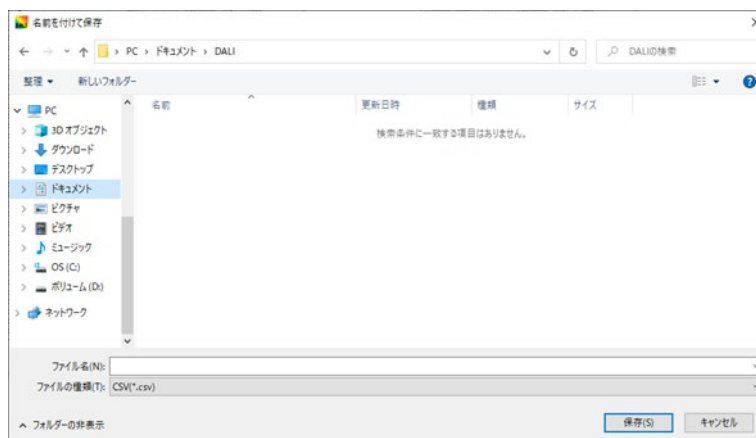 名前を付けて保存
PC › ドキュメント › DALI
DALIの検索
整理 新しいフォルダー
名前 更新日時 種類 サイズ
検索条件に一致する項目はありません。
PC
3D オブジェクト
ダウンロード
デスクトップ
ドキュメント
ピクチャ
ビデオ
ミュージック
OS (C:)
ボリューム (D:)
ネットワーク
ファイル名(N):
ファイルの種類(T): CSV(*.csv)
フォルダーの非表示 保存(S) キャンセル